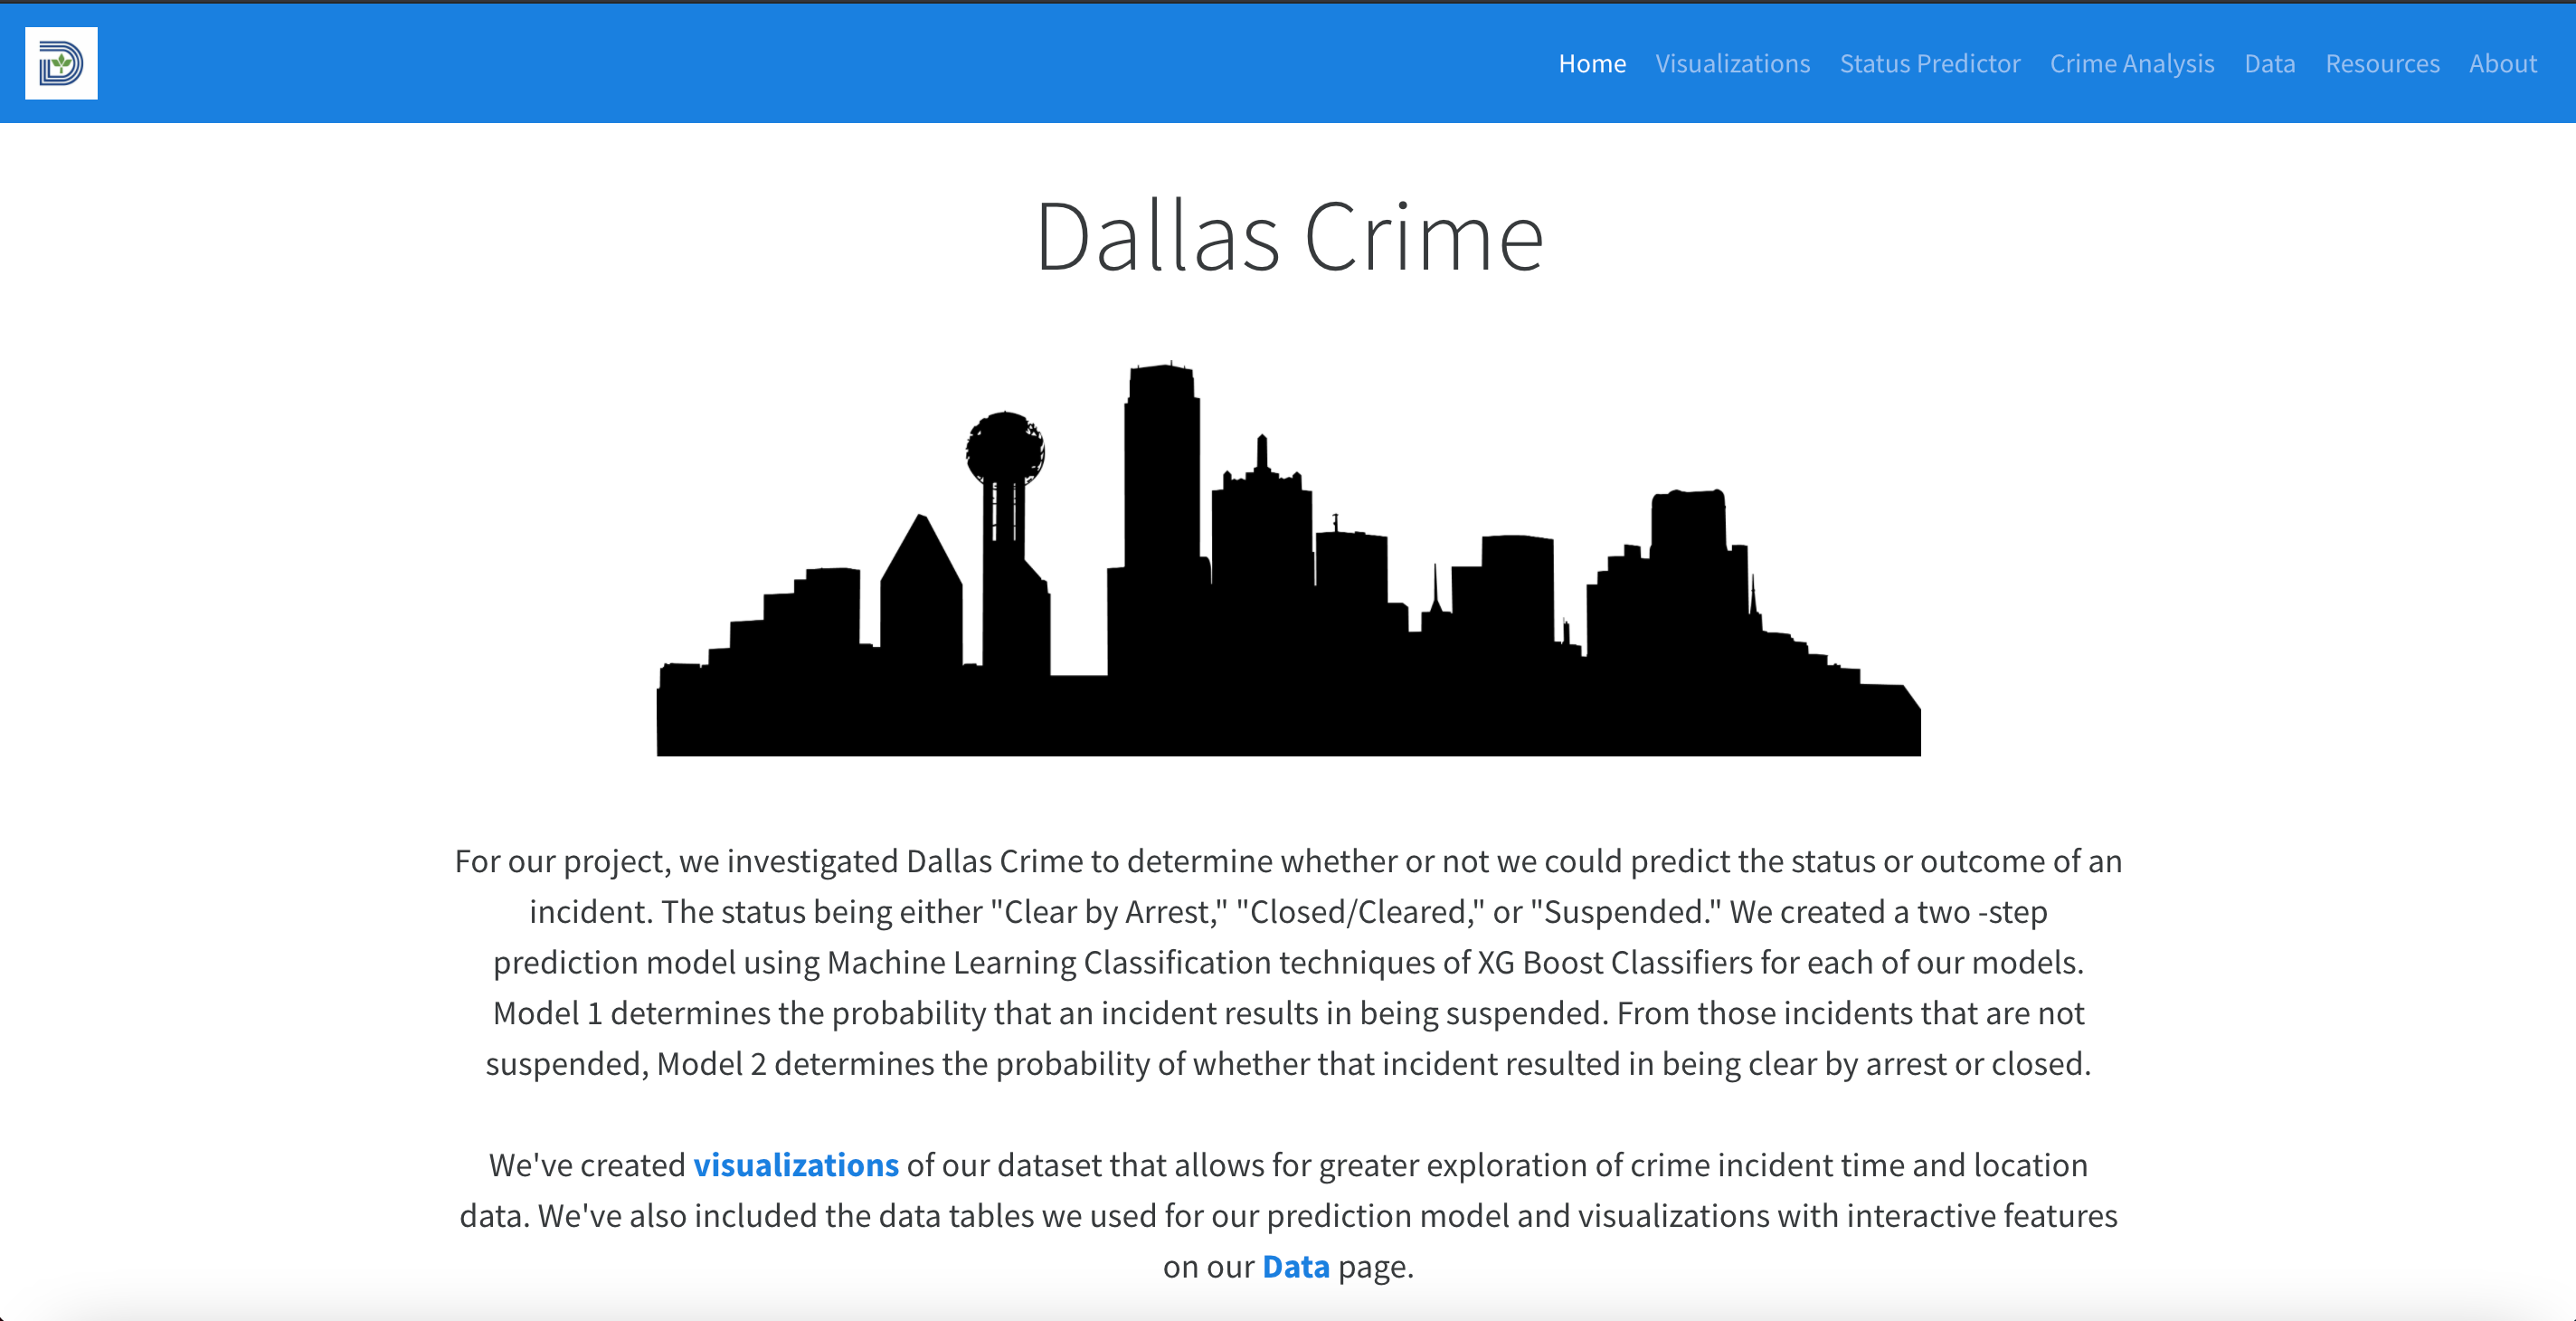 Home Visualizations Status Predictor Crime Analysis Data Resources About
Dallas Crime
For our project, we investigated Dallas Crime to determine whether or not we could predict the status or outcome of an
incident. The status being either "Clear by Arrest," "Closed/Cleared," or "Suspended." We created a two -step
prediction model using Machine Learning Classification techniques of XG Boost Classifiers for each of our models.
Model 1 determines the probability that an incident results in being suspended. From those incidents that are not
suspended, Model 2 determines the probability of whether that incident resulted in being clear by arrest or closed.
We've created visualizations of our dataset that allows for greater exploration of crime incident time and location
data. We've also included the data tables we used for our prediction model and visualizations with interactive features
on our Data page.